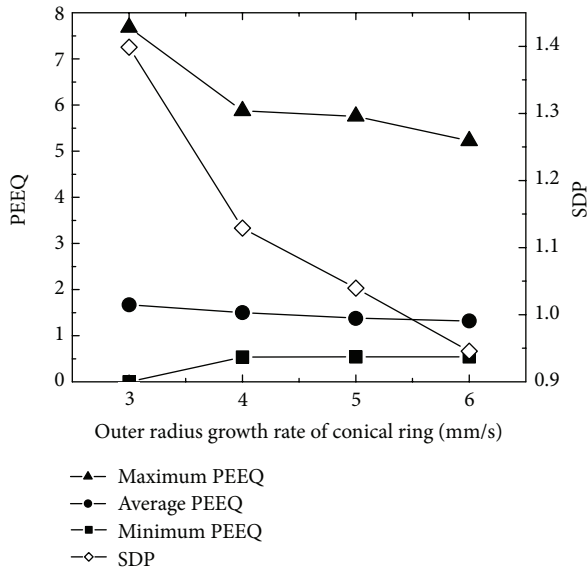 8
7
6
5
4
3
2
1
0
PEEQ
1.4
1.3
1.2
1.1
1.0
0.9
SDP
3 4 5 6
Outer radius growth rate of conical ring (mm/s)
Maximum PEEQ
Average PEEQ
Minimum PEEQ
SDP